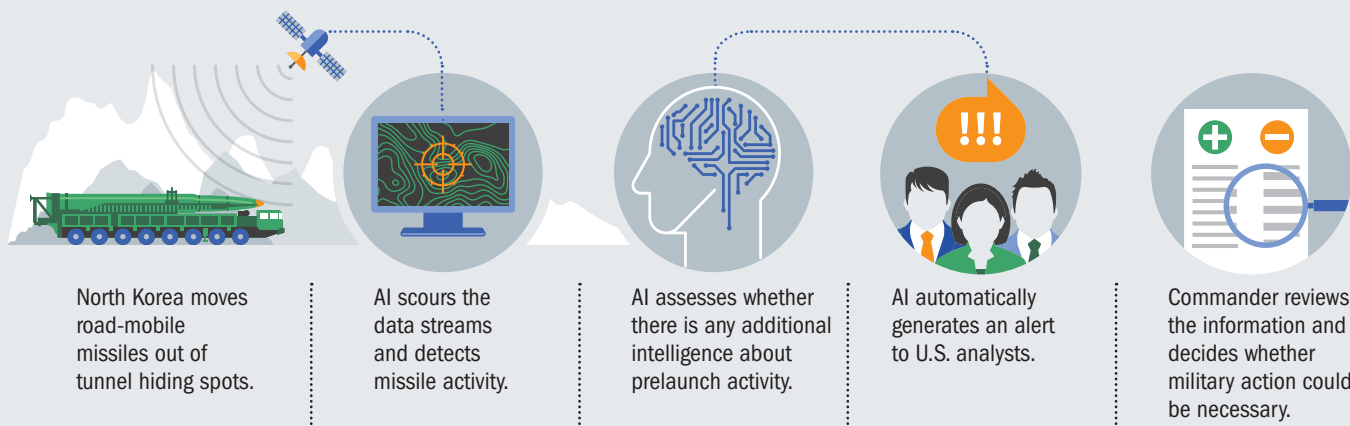 !!!
North Korea moves
road-mobile
missiles out of
tunnel hiding spots.
AI scours the
data streams
and detects
missile activity.
AI assesses whether
there is any additional
intelligence about
prelaunch activity.
AI automatically
generates an alert
to U.S. analysts.
Commander reviews
the information and
decides whether
military action could
be necessary.